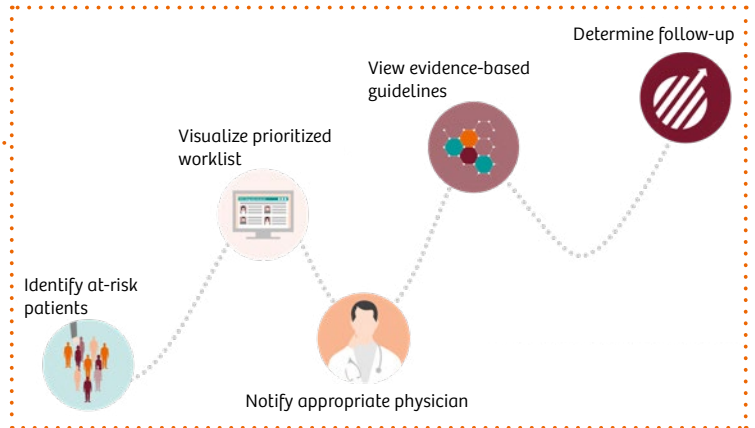 Identify at-risk
patients
Visualize prioritized
worklist
Notify appropriate physician
View evidence-based
guidelines
Determine follow-up